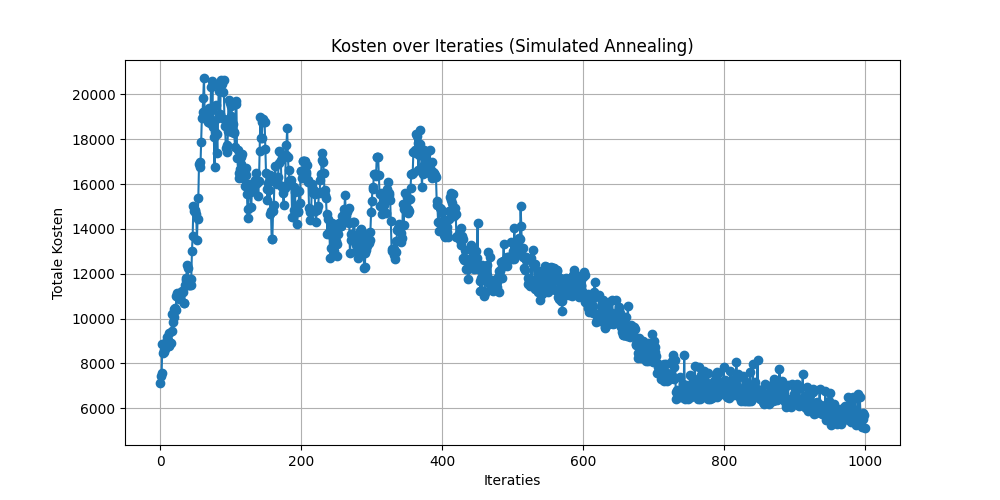 Kosten over Iteraties (Simulated Annealing)
Totale Kosten
20000
18000
16000
14000
12000
10000
8000
6000
0 200 400 600 800 1000
Iteraties